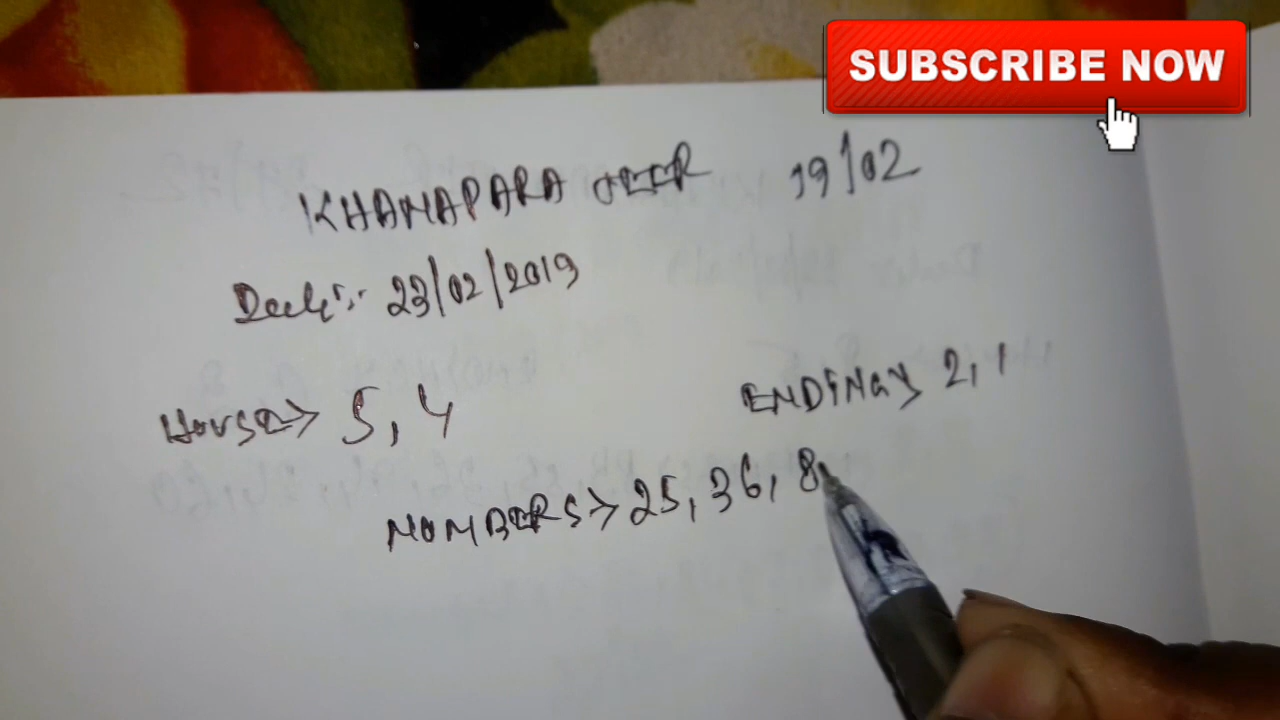 SUBSCRIBE NOW
KHANAPARA TEER 19/02
Date:- 23/02/2019
HOUSE> 5, 4
ENDING> 2, 1
NUMBERS> 25, 36, 8